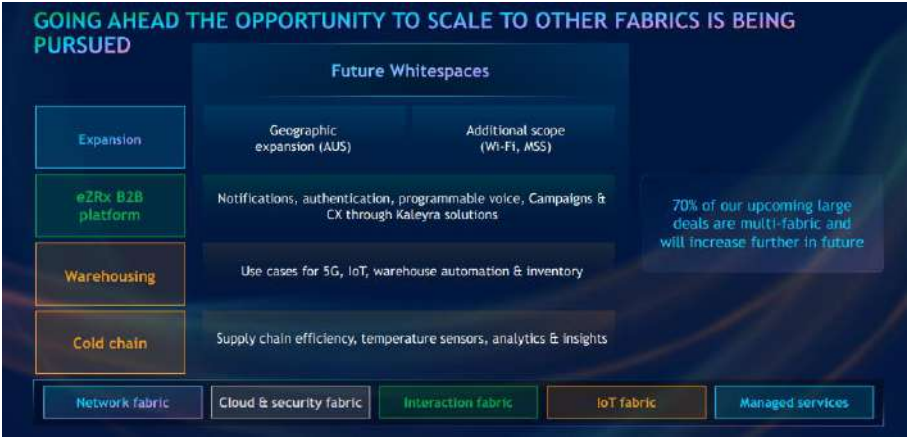 GOING AHEAD THE OPPORTUNITY TO SCALE TO OTHER FABRICS IS BEING
PURSUED
Future Whitespaces
Expansion
Geographic
expansion (AUS)
Additional scope
(Wi-Fi, MSS)
eZRx B2B
platform
Notifications, authentication, programmable voice, Campaigns &
CX through Kaleyra solutions
70% of our upcoming large
deals are multi-fabric and
will increase further in future
Warehousing
Use cases for 5G, IoT, warehouse automation & inventory
Cold chain
Supply chain efficiency, temperature sensors, analytics & insights
Network fabric
Cloud & security fabric
Interaction fabric
IoT fabric
Managed services